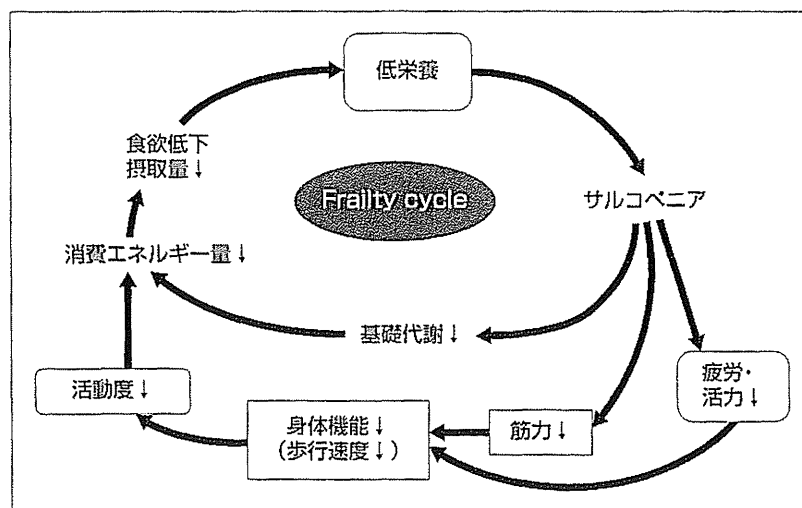 低栄養
食欲低下
摂取量↓
Frailty cycle
サルコペニア
消費エネルギー量↓
基礎代謝↓
疲労・
活力↓
活動度↓
身体機能↓
(歩行速度↓)
筋力↓